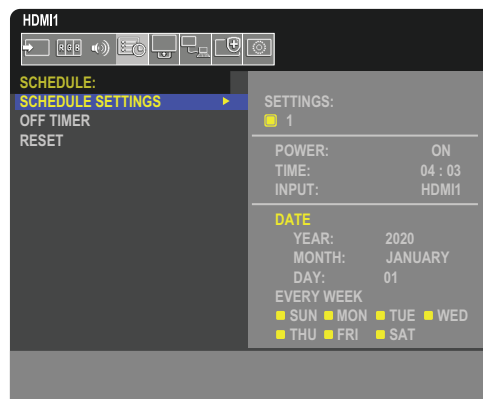 HDMI1
RGB
SCHEDULE:
SCHEDULE SETTINGS
OFF TIMER
RESET
SETTINGS:
1
POWER: ON
TIME: 04 : 03
INPUT: HDMI1
DATE
YEAR: 2020
MONTH: JANUARY
DAY: 01
EVERY WEEK
SUN MON TUE WED
THU FRI SAT